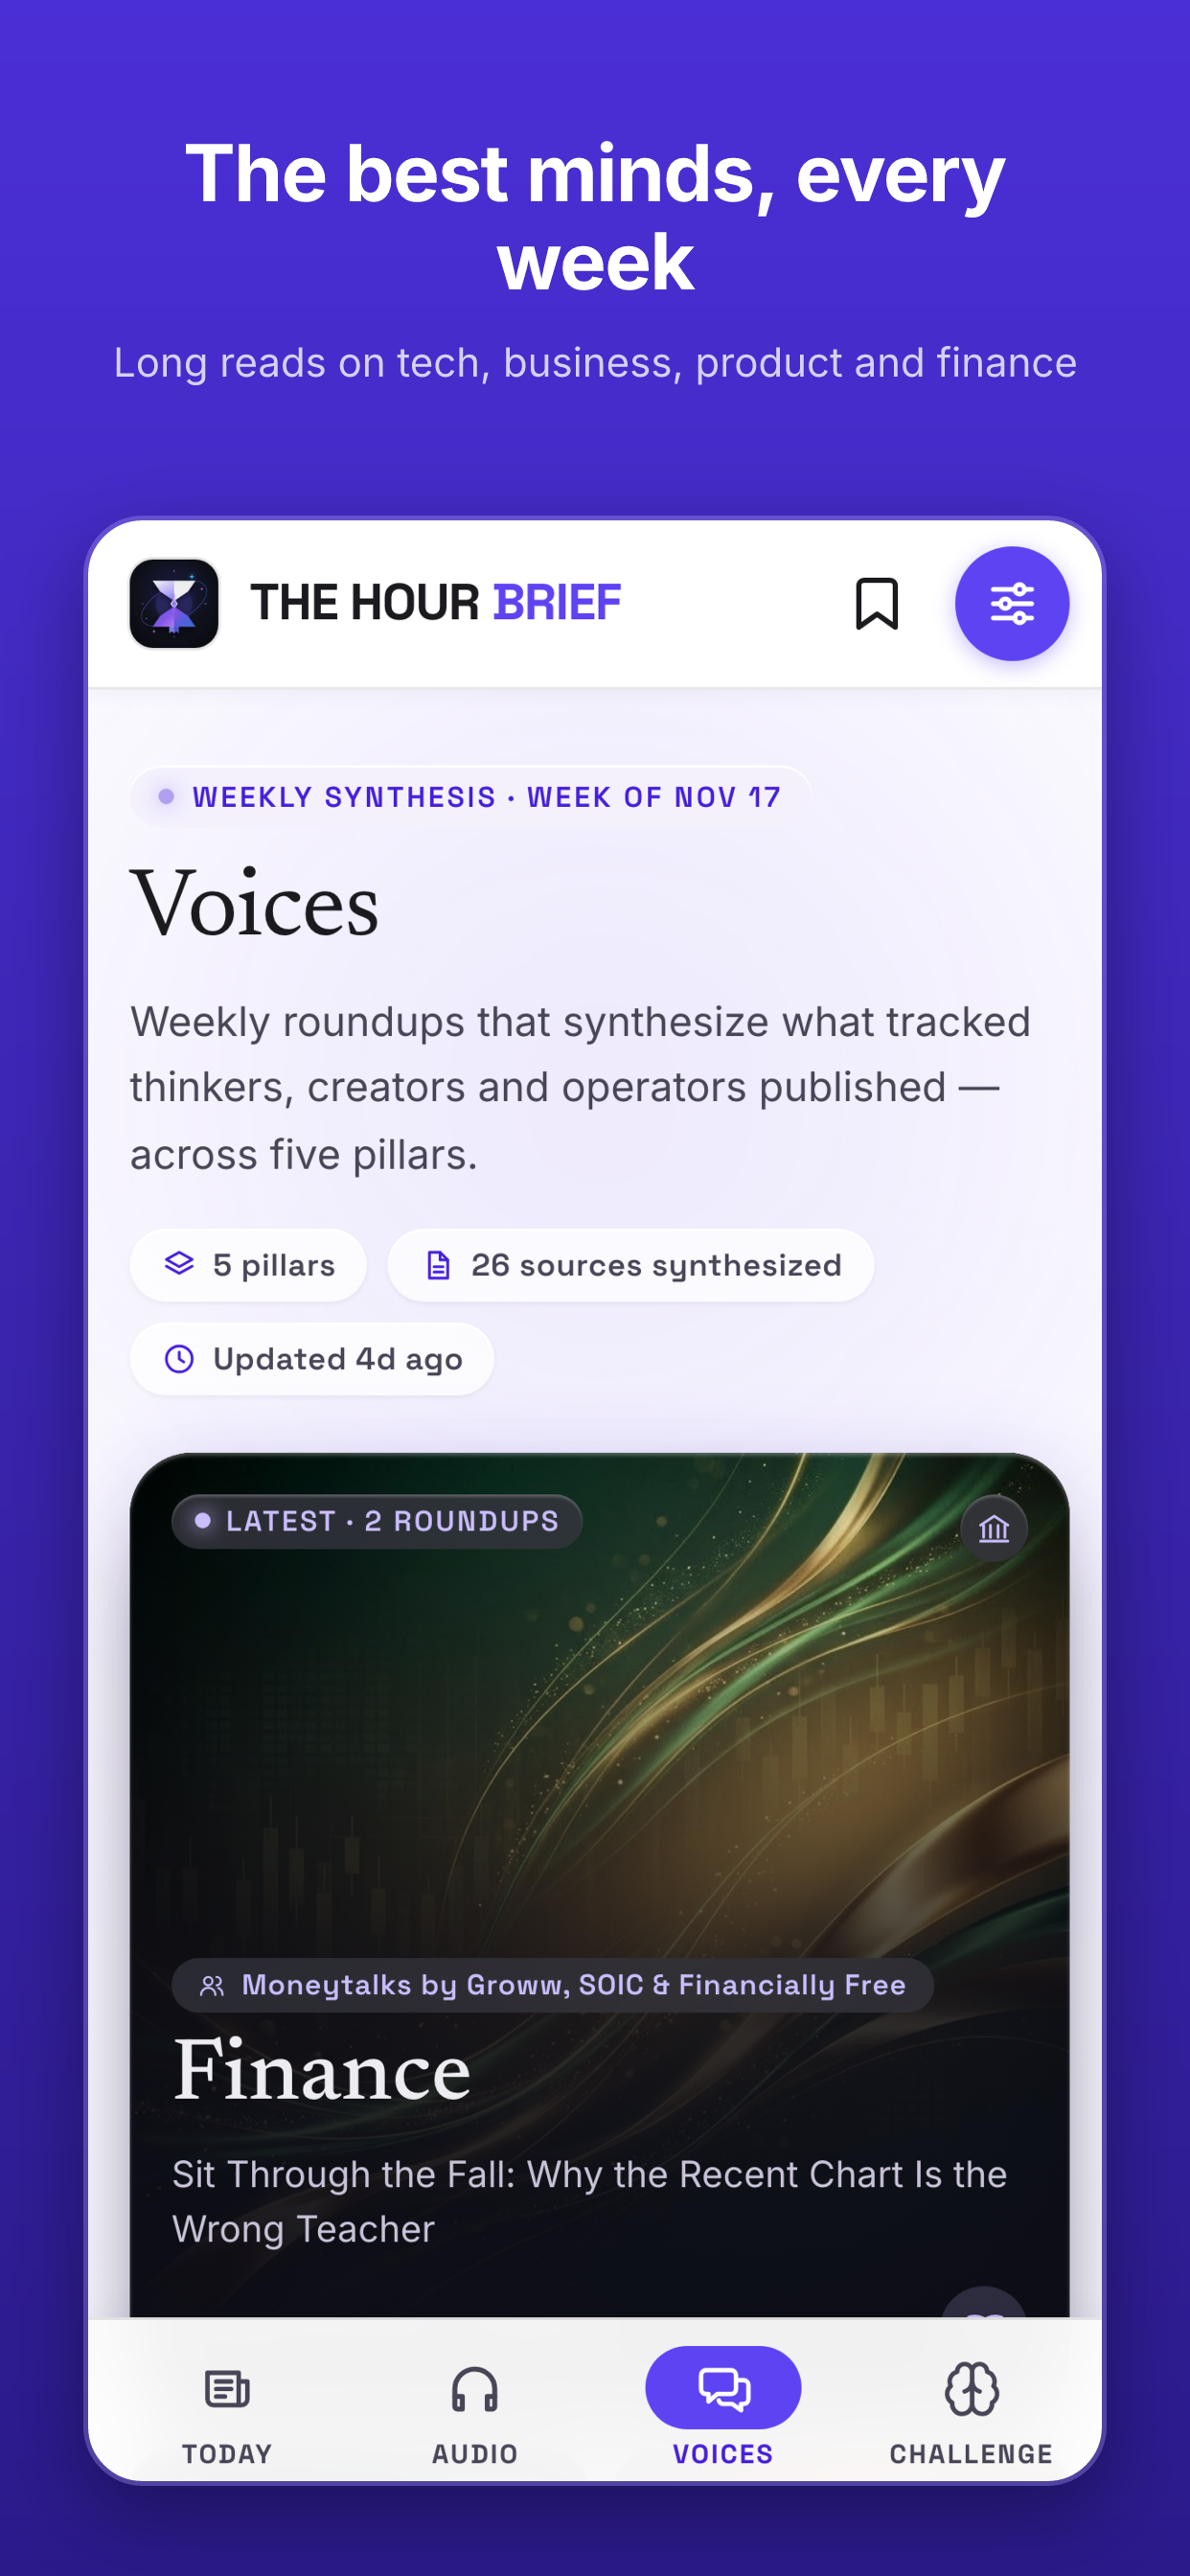 The best minds, every
week
Long reads on tech, business, product and finance
THE HOUR BRIEF
WEEKLY SYNTHESIS · WEEK OF NOV 17
Voices
Weekly roundups that synthesize what tracked
thinkers, creators and operators published —
across five pillars.
5 pillars
26 sources synthesized
Updated 4d ago
LATEST · 2 ROUNDUPS
Moneytalks by Groww, SOIC & Financially Free
Finance
Sit Through the Fall: Why the Recent Chart Is the
Wrong Teacher
TODAY
AUDIO
VOICES
CHALLENGE